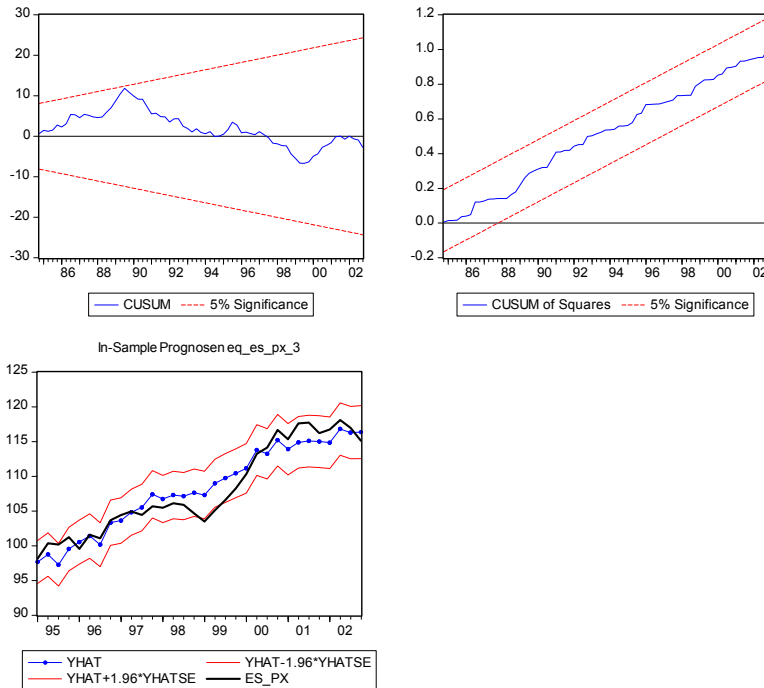 30
20
10
0
-10
-20
-30
86 88 90 92 94 96 98 00 02
CUSUM 5% Significance
1.2
1.0
0.8
0.6
0.4
0.2
0.0
-0.2
86 88 90 92 94 96 98 00 02
CUSUM of Squares 5% Significance
In-Sample Prognosen eq_es_px_3
125
120
115
110
105
100
95
90
95 96 97 98 99 00 01 02
YHAT YHAT-1.96*YHATSE
YHAT+1.96*YHATSE ES_PX